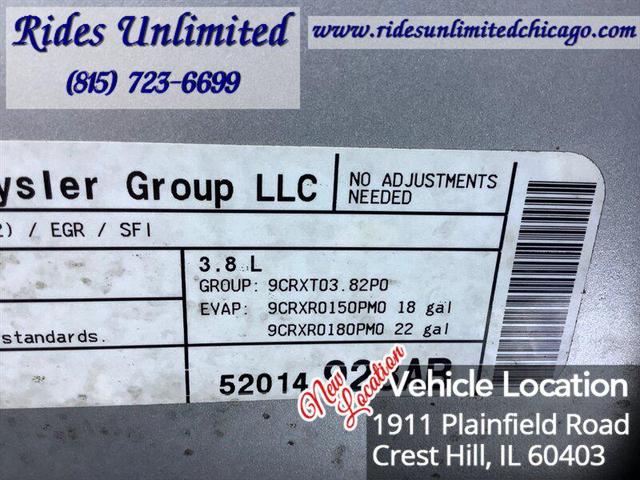 Rides Unlimited
(815) 723-6699
www.ridesunlimitedchicago.com
ysler Group LLC
NO ADJUSTMENTS
NEEDED
) / EGR / SFI
3.8 L
GROUP: 9CRXT03.82P0
EVAP: 9CRXR0150PM0 18 gal
9CRXR0180PM0 22 gal
standards.
52014
New
Location
Vehicle Location
1911 Plainfield Road
Crest Hill, IL 60403